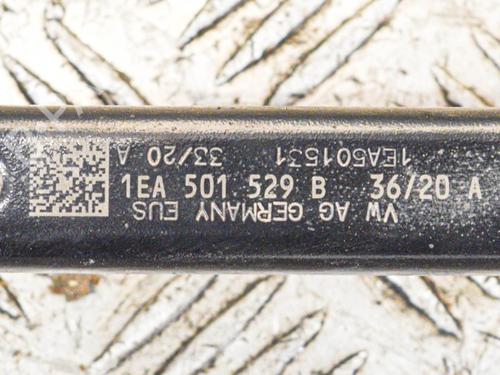 33/20 A 1EA501531
1EA 501 529 B 36/20 A
VW AG GERMANY EUS